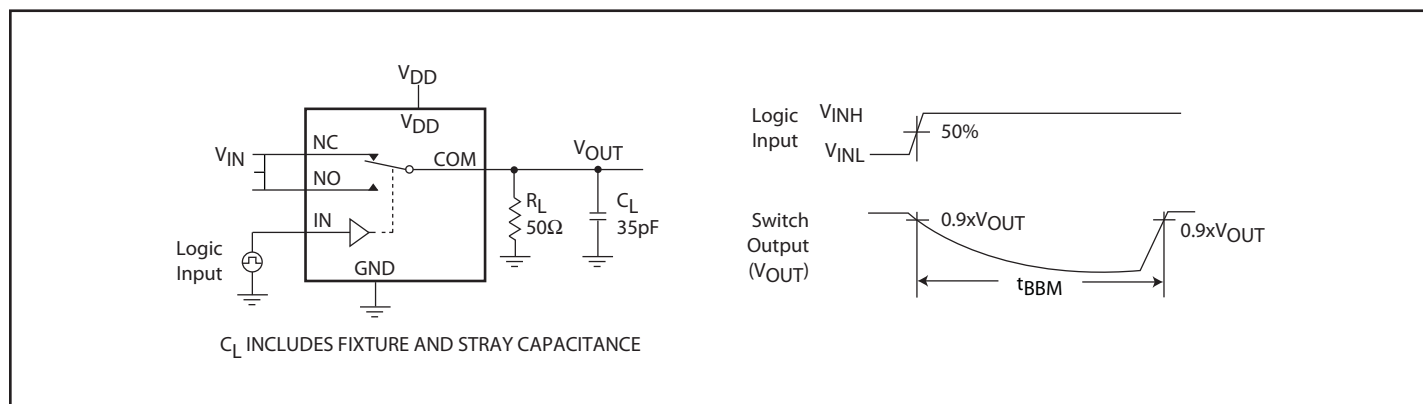 VDD
VDD
VIN
NC
NO
COM
VOUT
IN
RL
50Ω
CL
35pF
Logic
Input
GND
CL INCLUDES FIXTURE AND STRAY CAPACITANCE
Logic
Input
VINH
VINL
50%
Switch
Output
(VOUT)
0.9xVOUT
0.9xVOUT
tBBM